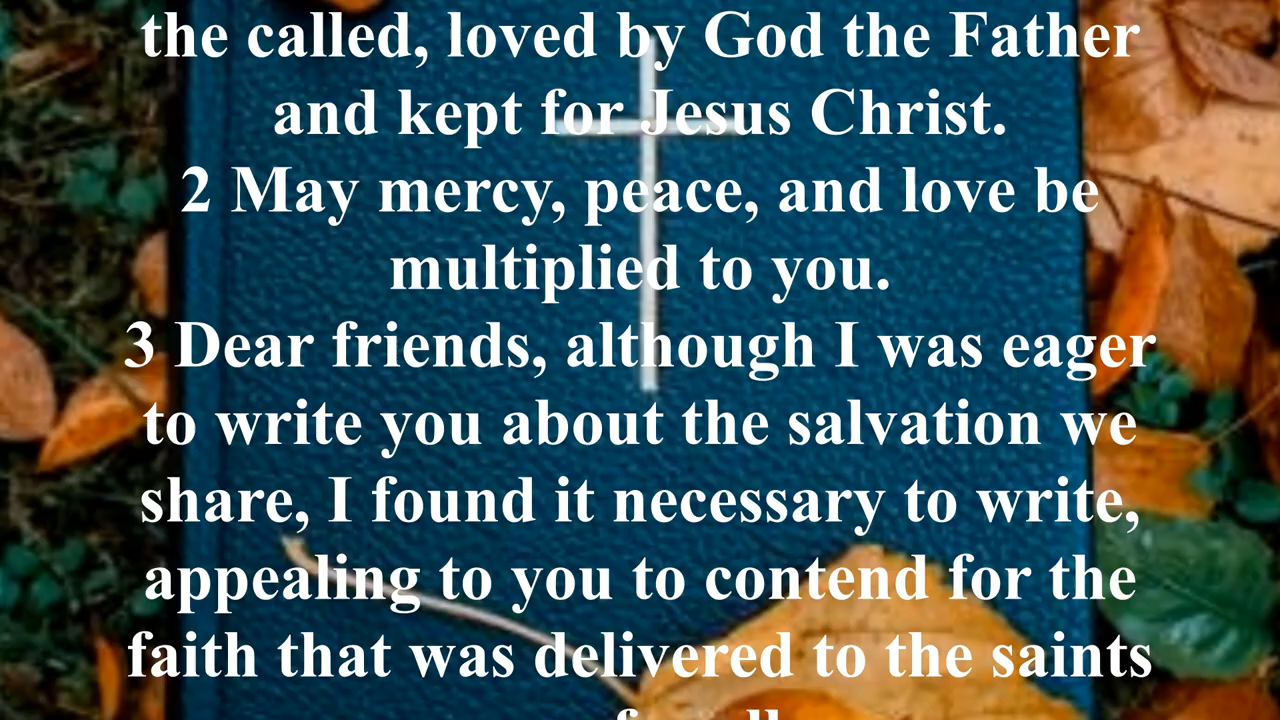 the called, loved by God the Father
and kept for Jesus Christ.
2 May mercy, peace, and love be
multiplied to you.
3 Dear friends, although I was eager
to write you about the salvation we
share, I found it necessary to write,
appealing to you to contend for the
faith that was delivered to the saints